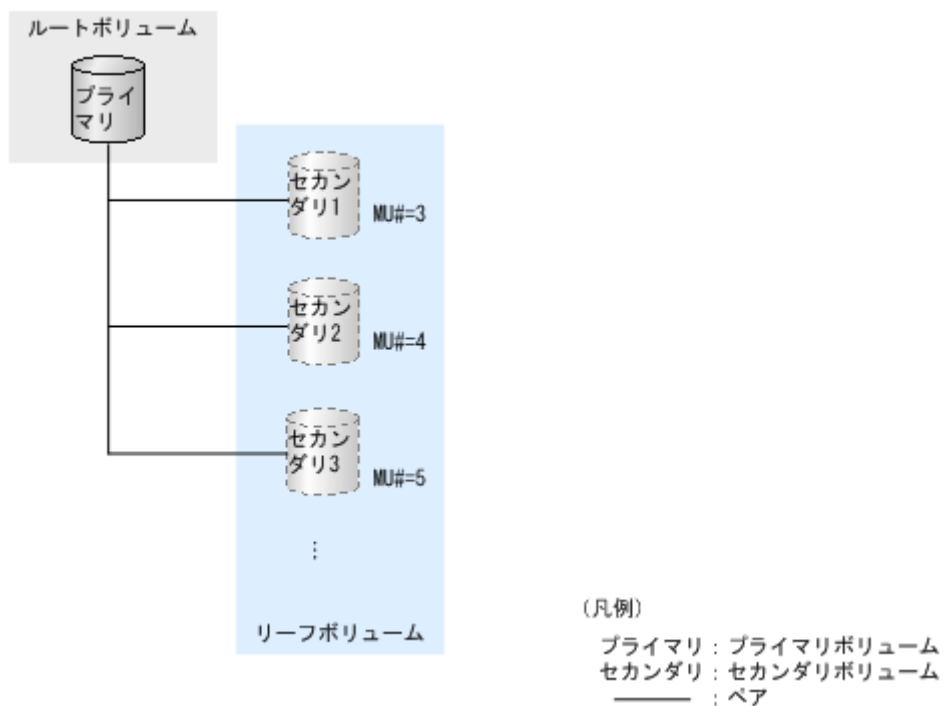 ルートボリューム
プライ
マリ
セカン
ダリ1
MU#=3
セカン
ダリ2
MU#=4
セカン
ダリ3
MU#=5
⋮
リーフボリューム
(凡例)
プライマリ:プライマリボリューム
セカンダリ:セカンダリボリューム
:ペア